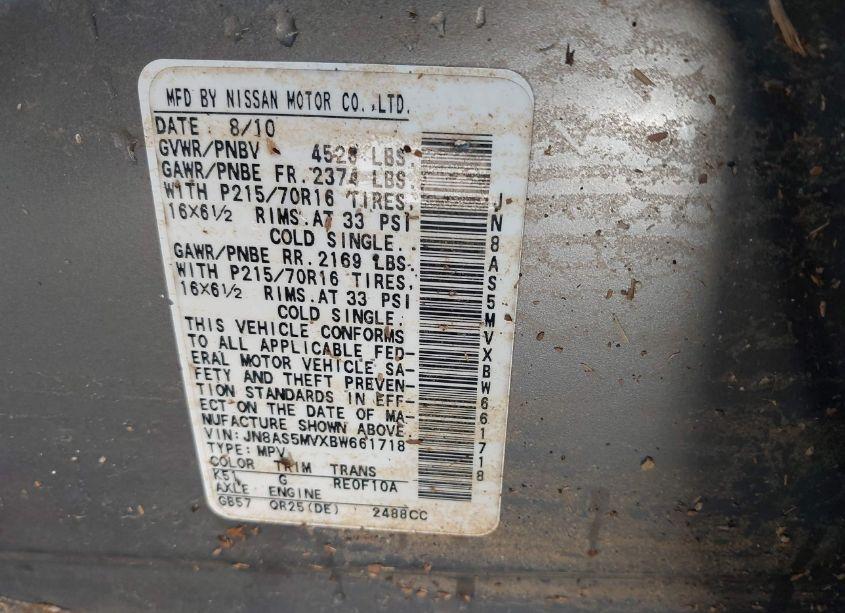 MFD BY NISSAN MOTOR CO.,LTD.
DATE 8/10
GVWR/PNBV LBS
GAWR/PNBE FR.2374 LBS
WITH P215/70R16 TIRES,
16X6½ RIMS.AT 33 PSI
COLD SINGLE.
GAWR/PNBE RR.2169 LBS
WITH P215/70R16 TIRES,
16X6½ RIMS.AT 33 PSI
COLD SINGLE.
THIS VEHICLE CONFORMS
TO ALL APPLICABLE FED-
ERAL MOTOR VEHICLE SA-
FETY AND THEFT PREVEN-
TION STANDARDS IN EFF-
ECT ON THE DATE OF MA-
NUFACTURE SHOWN ABOVE
VIN:JN8AS5MVXBW661718
TYPE:MPV
COLOR TRIM TRANS
G RE0F10A
AXLE ENGINE
GB57 QR25(DE) 2488CC
JN8AS5MVXBW661718